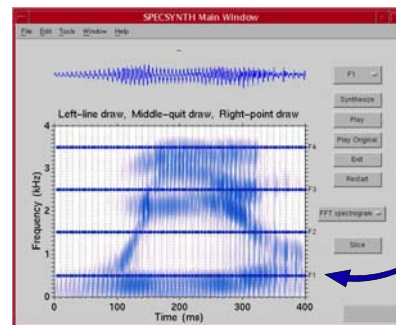 SPECSYNTH Main Window
File Edit Tools Window Help
F1
Synthesize
Play
Play Original
Exit
Restart
FFT spectrogram
Slice
Left-line draw, Middle-quit draw, Right-point draw
Frequency (kHz)
4
3
2
1
0
F4
F3
F2
F1
0 100 200 300 400
Time (ms)